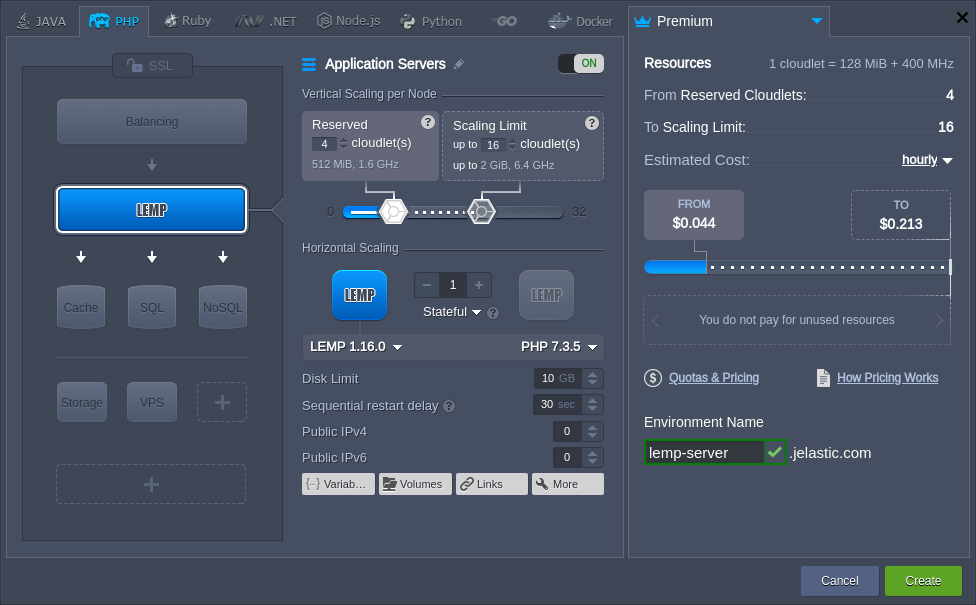 JAVA
PHP
Ruby
.NET
Node.js
Python
GO
Docker
SSL
Balancing
LEMP
Cache
SQL
NoSQL
Storage
VPS
Application Servers
ON
Vertical Scaling per Node
Reserved
4 cloudlet(s)
512 MiB, 1.6 GHz
Scaling Limit
up to 16 cloudlet(s)
up to 2 GiB, 6.4 GHz
0
32
Horizontal Scaling
LEMP
1
LEMP
Stateful
LEMP 1.16.0
PHP 7.3.5
Disk Limit 10 GB
Sequential restart delay 30 sec
Public IPv4 0
Public IPv6 0
Variab...
Volumes
Links
More
Premium
Resources 1 cloudlet = 128 MiB + 400 MHz
From Reserved Cloudlets: 4
To Scaling Limit: 16
Estimated Cost: hourly
FROM
$0.044
TO
$0.213
You do not pay for unused resources
Quotas & Pricing
How Pricing Works
Environment Name
lemp-server .jelastic.com
Cancel
Create